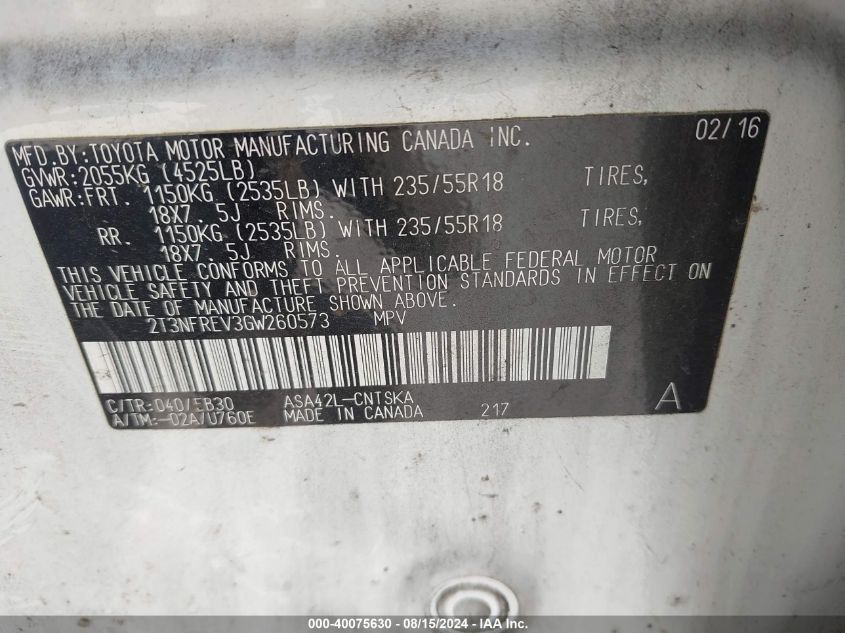 MFD.BY:TOYOTA MOTOR MANUFACTURING CANADA INC. 02/16
GVWR:2055KG (4525LB)
GAWR:FRT. 1150KG (2535LB) WITH 235/55R18 TIRES,
18X7. 5J RIMS.
RR. 1150KG (2535LB) WITH 235/55R18 TIRES,
18X7. 5J RIMS.
THIS VEHICLE CONFORMS TO ALL APPLICABLE FEDERAL MOTOR
VEHICLE SAFETY AND THEFT PREVENTION STANDARDS IN EFFECT ON
THE DATE OF MANUFACTURE SHOWN ABOVE.
2T3NFREV3GW260573 MPV
C/TR:040/EB30 ASA42L-CNTSKA
A/TM:-02A/U760E MADE IN CANADA 217 A
000-40075630 - 08/15/2024 - IAA Inc.